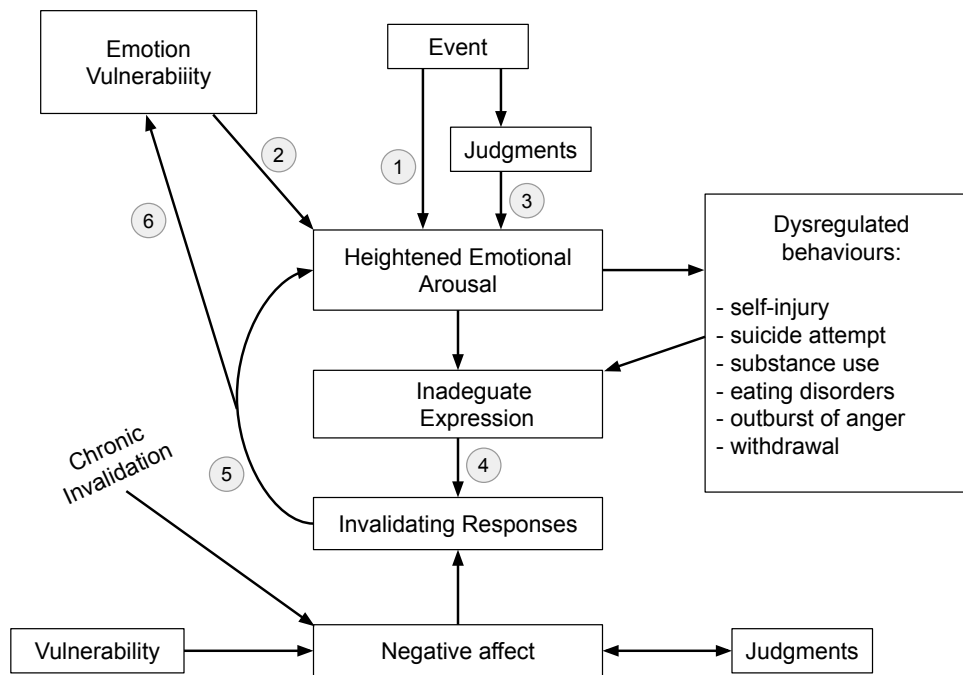 Emotion
Vulnerabiiity
Event
Judgments
1
2
3
6
Heightened Emotional
Arousal
Dysregulated
behaviours:
- self-injury
- suicide attempt
- substance use
- eating disorders
- outburst of anger
- withdrawal
Inadeguate
Expression
4
5
Chronic
Invalidation
Invalidating Responses
Vulnerability
Negative affect
Judgments